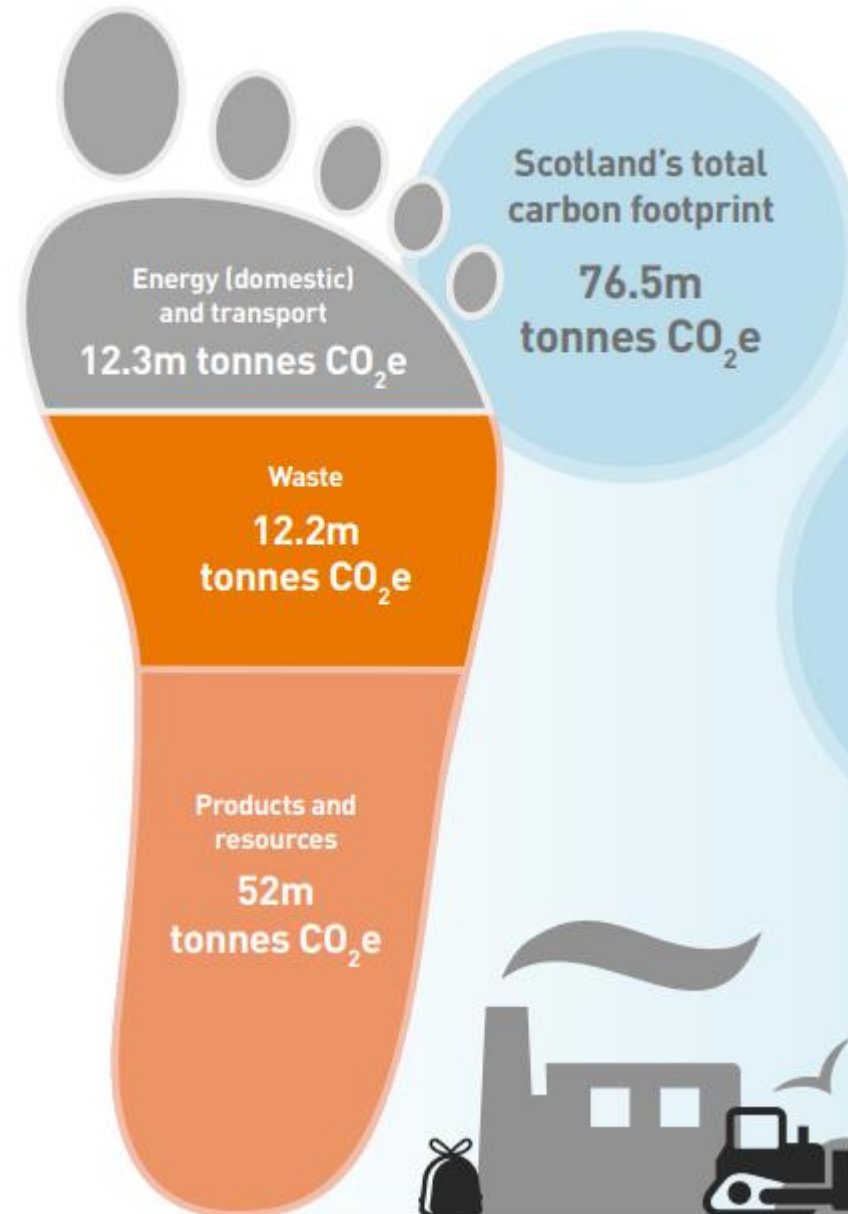 Scotland's total
carbon footprint
76.5m
tonnes CO₂e
Energy (domestic)
and transport
12.3m tonnes CO₂e
Waste
12.2m
tonnes CO₂e
Products and
resources
52m
tonnes CO₂e